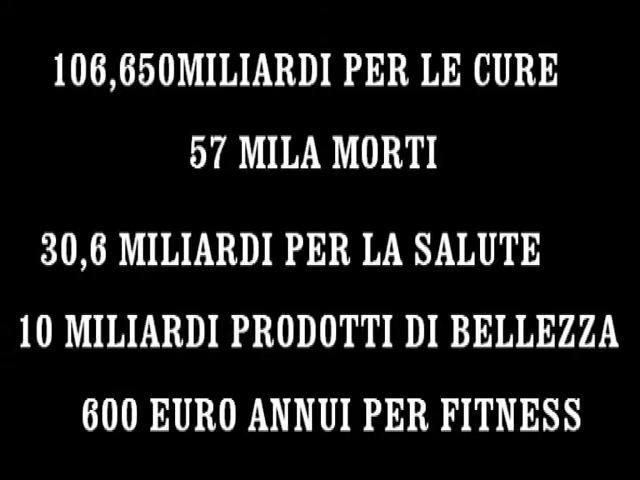 106,650MILIARDI PER LE CURE
57 MILA MORTI
30,6 MILIARDI PER LA SALUTE
10 MILIARDI PRODOTTI DI BELLEZZA
600 EURO ANNUI PER FITNESS